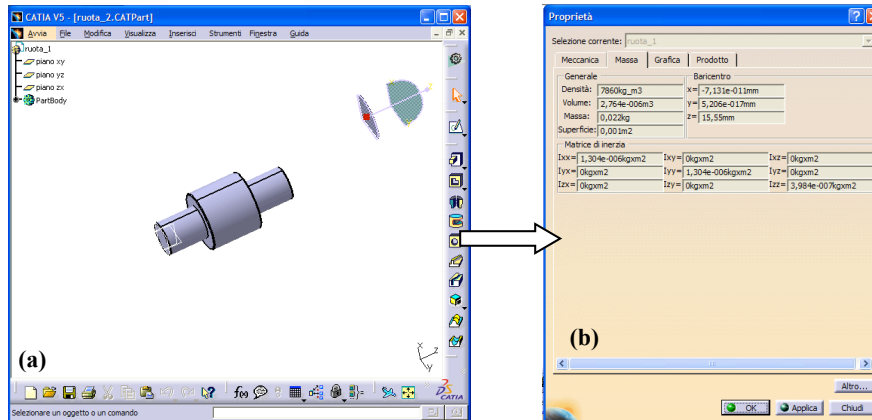 CATIA V5 - [ruota_2.CATPart]
Avvia File Modifica Visualizza Inserisci Strumenti Finestra Guida
ruota_1
piano xy
piano yz
piano zx
PartBody
(a)
x
z
y
f(x)
CATIA
Selezionare un oggetto o un comando
Proprietà
Selezione corrente: ruota_1
Meccanica Massa Grafica Prodotto
Generale Baricentro
Densità: 7860kg_m3 x= -7,131e-011mm
Volume: 2,764e-006m3 y= 5,206e-017mm
Massa: 0,022kg z= 15,55mm
Superficie: 0,001m2
Matrice di inerzia
Ixx= 1,304e-006kgxm2 Ixy= 0kgxm2 Ixz= 0kgxm2
Iyx= 0kgxm2 Iyy= 1,304e-006kgxm2 Iyz= 0kgxm2
Izx= 0kgxm2 Izy= 0kgxm2 Izz= 3,984e-007kgxm2
(b)
Altro...
OK Applica Chiudi